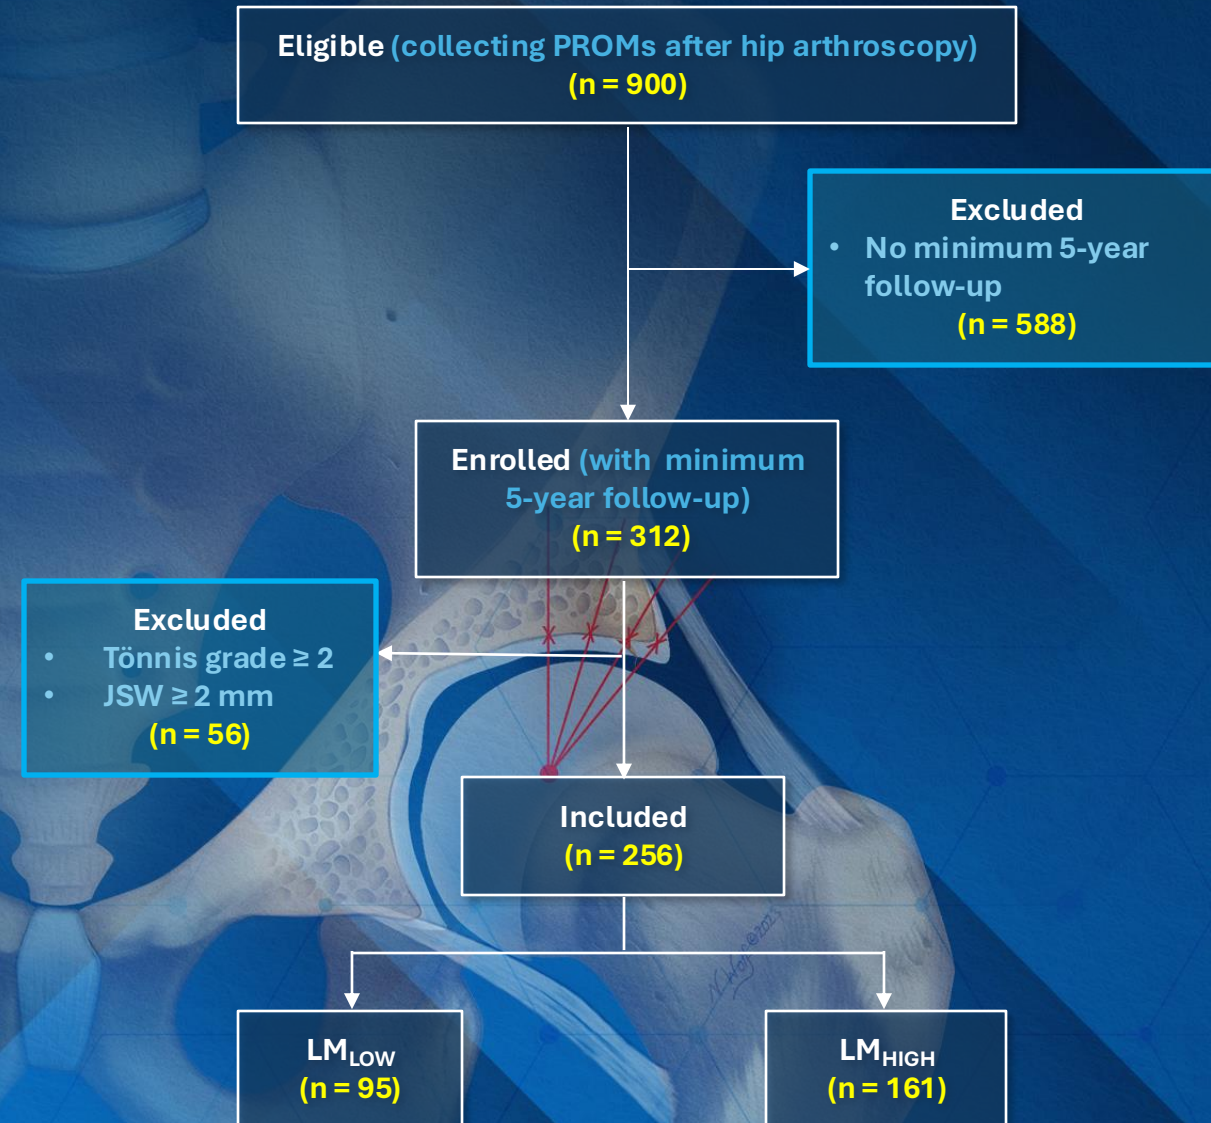 Eligible (collecting PROMs after hip arthroscopy)
(n = 900)
Excluded
• No minimum 5-year
follow-up
(n = 588)
Enrolled (with minimum
5-year follow-up)
(n = 312)
Excluded
• Tönnis grade ≥ 2
• JSW ≥ 2 mm
(n = 56)
Included
(n = 256)
LMLOW
(n = 95)
LMHIGH
(n = 161)